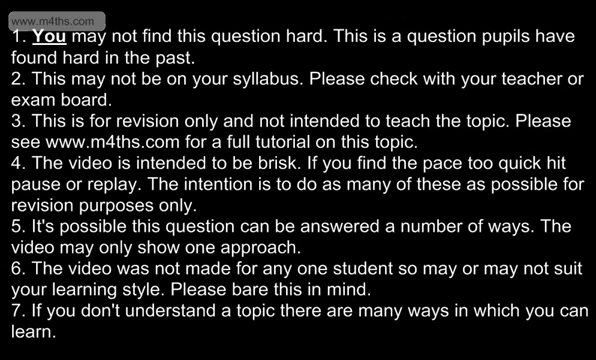 www.m4ths.com
1. You may not find this question hard. This is a question pupils have
found hard in the past.
2. This may not be on your syllabus. Please check with your teacher or
exam board.
3. This is for revision only and not intended to teach the topic. Please
see www.m4ths.com for a full tutorial on this topic.
4. The video is intended to be brisk. If you find the pace too quick hit
pause or replay. The intention is to do as many of these as possible for
revision purposes only.
5. It's possible this question can be answered a number of ways. The
video may only show one approach.
6. The video was not made for any one student so may or may not suit
your learning style. Please bare this in mind.
7. If you don't understand a topic there are many ways in which you can
learn.